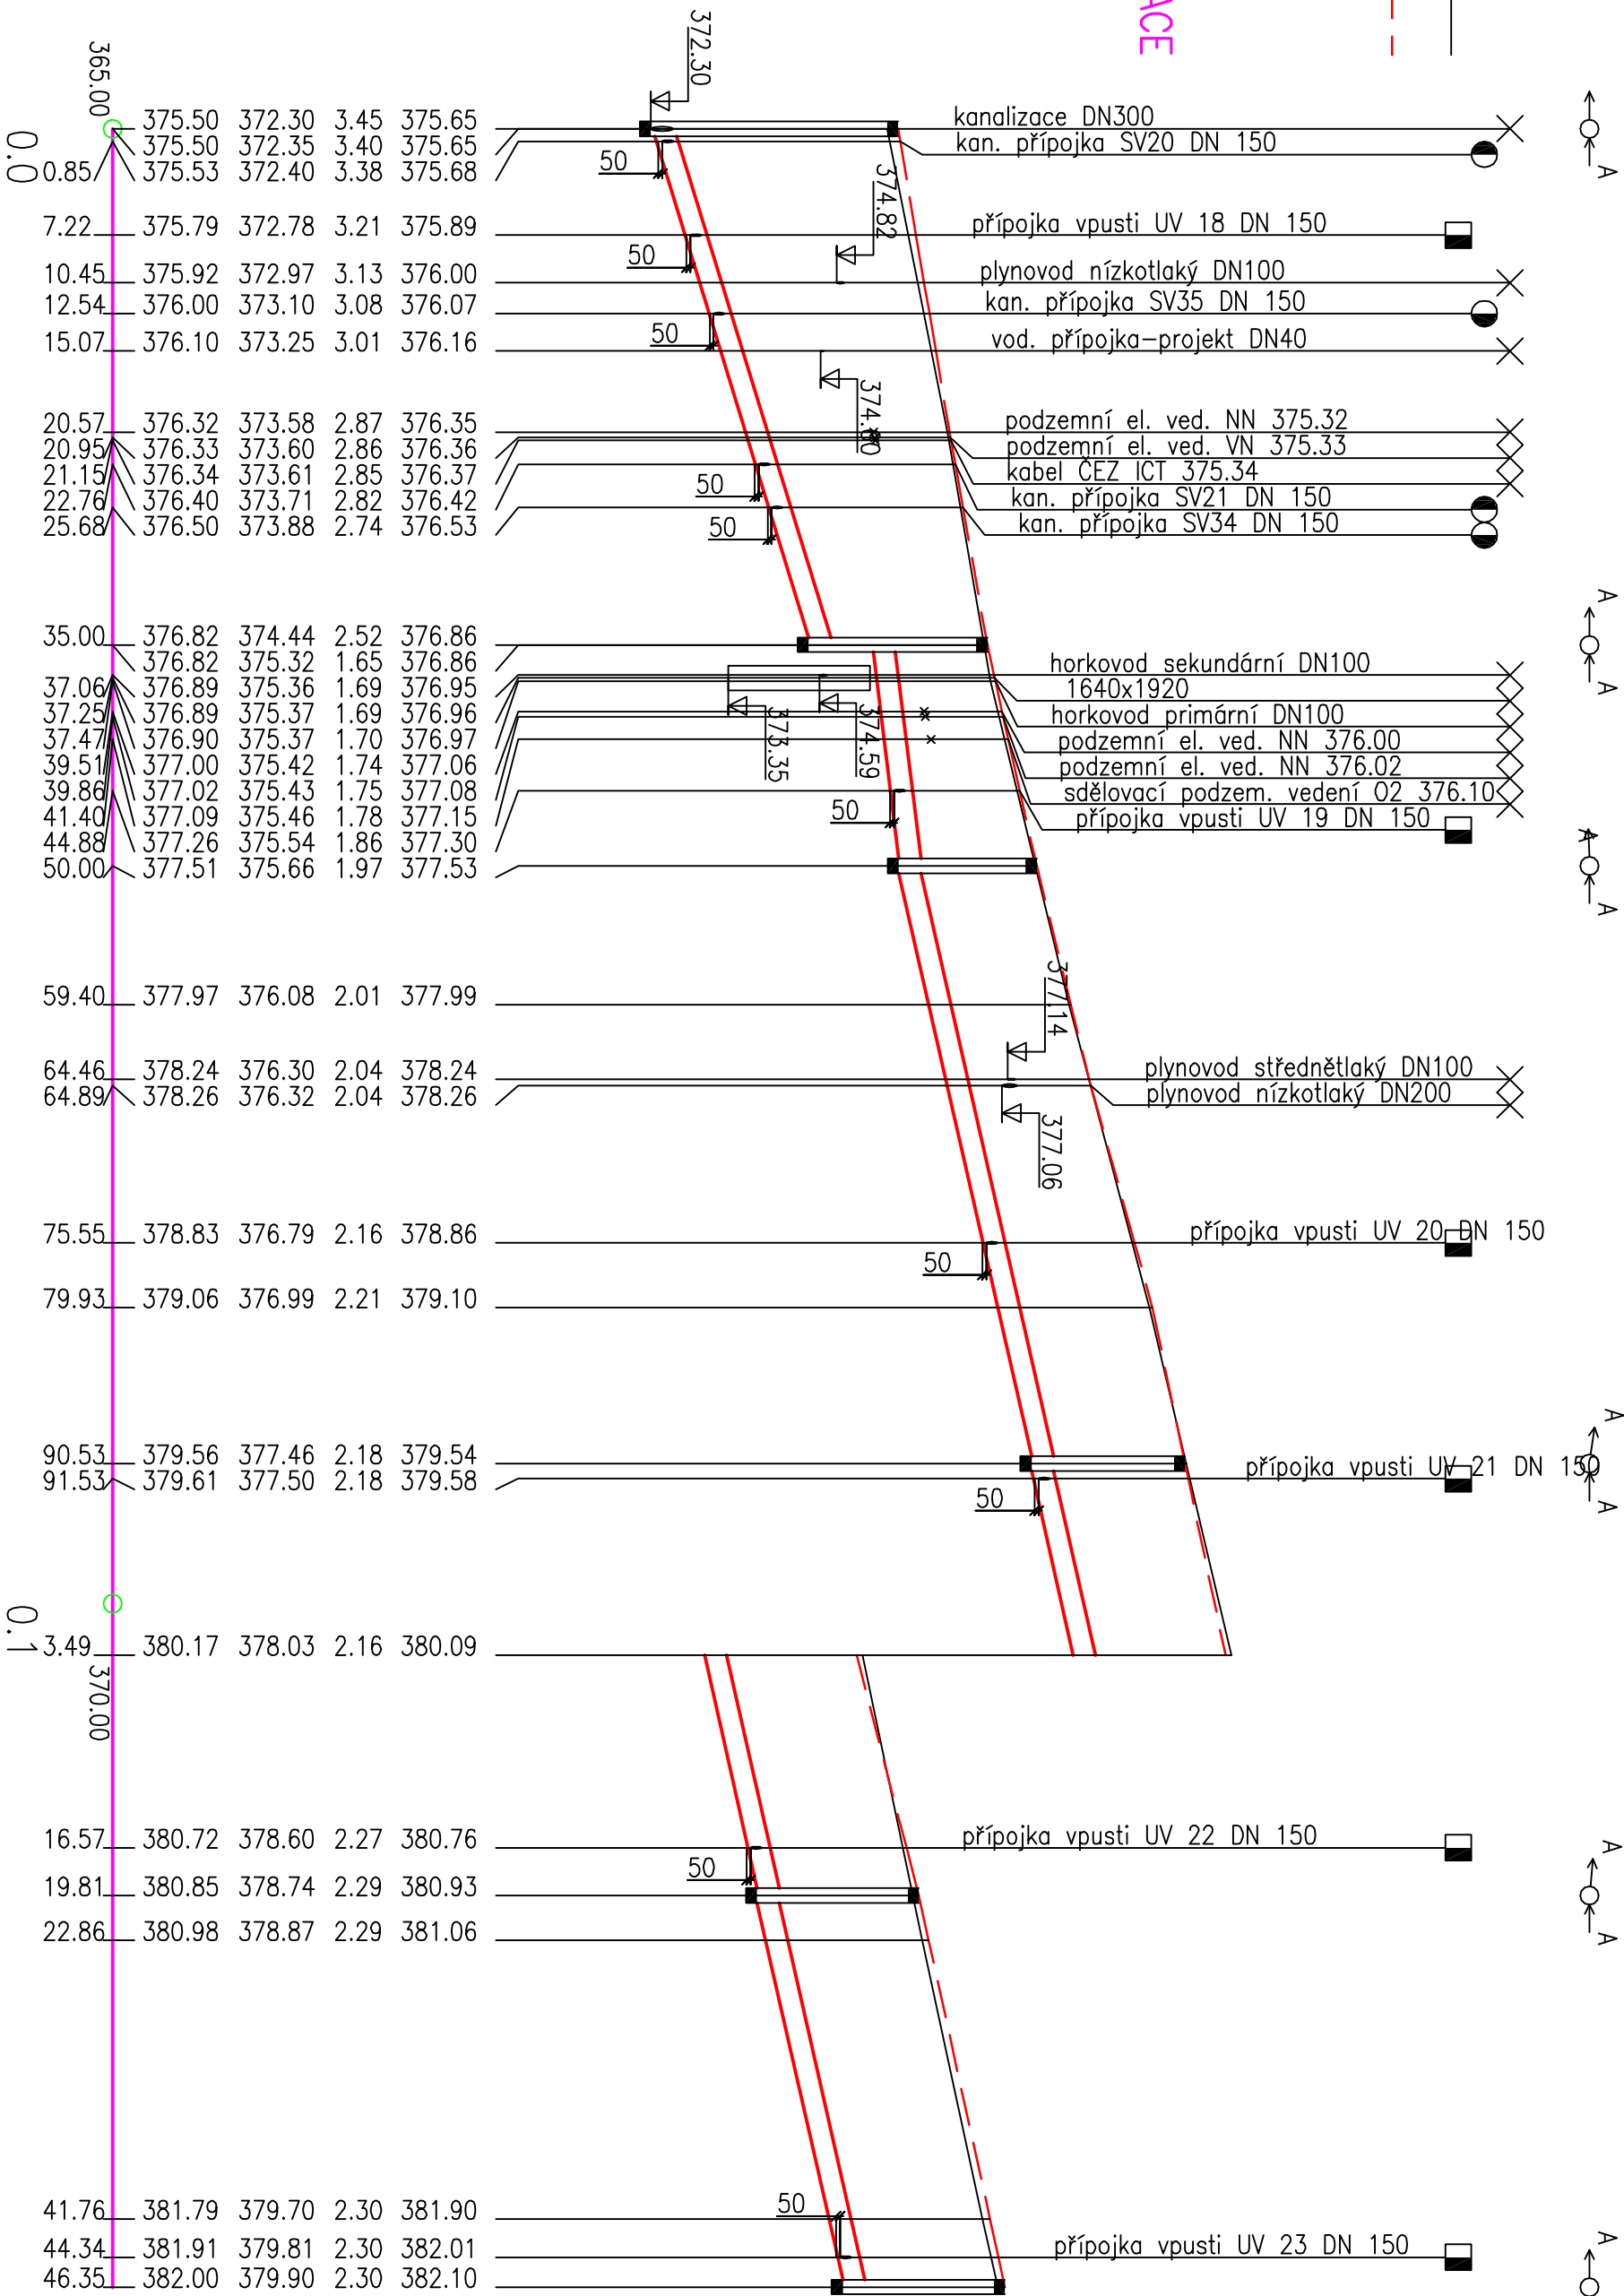 ACE
A
372.30
365.00
375.50 372.30 3.45 375.65
kanalizace DN300
375.50 372.35 3.40 375.65
kan. přípojka SV20 DN 150
0.0
0.85 375.53 372.40 3.38 375.68
50
374.82
7.22 375.79 372.78 3.21 375.89
přípojka vpusti UV 18 DN 150
50
10.45 375.92 372.97 3.13 376.00
plynovod nízkotlaký DN100
12.54 376.00 373.10 3.08 376.07
kan. přípojka SV35 DN 150
50
15.07 376.10 373.25 3.01 376.16
vod. přípojka-projekt DN40
20.57 376.32 373.58 2.87 376.35
podzemní el. ved. NN 375.32
20.95 376.33 373.60 2.86 376.36
podzemní el. ved. VN 375.33
21.15 376.34 373.61 2.85 376.37
kabel ČEZ ICT 375.34
50
22.76 376.40 373.71 2.82 376.42
kan. přípojka SV21 DN 150
50
25.68 376.50 373.88 2.74 376.53
kan. přípojka SV34 DN 150
A
35.00 376.82 374.44 2.52 376.86
376.82 375.32 1.65 376.86
horkovod sekundární DN100
A
37.06 376.89 375.36 1.69 376.95
1640x1920
37.25 376.89 375.37 1.69 376.96
horkovod primární DN100
373.35
374.59
37.47 376.90 375.37 1.70 376.97
podzemní el. ved. NN 376.00
39.51 377.00 375.42 1.74 377.06
podzemní el. ved. NN 376.02
39.86 377.02 375.43 1.75 377.08
sdělovací podzem. vedení O2 376.10
50
41.40 377.09 375.46 1.78 377.15
přípojka vpusti UV 19 DN 150
A
44.88 377.26 375.54 1.86 377.30
50.00 377.51 375.66 1.97 377.53
A
377.14
59.40 377.97 376.08 2.01 377.99
64.46 378.24 376.30 2.04 378.24
plynovod střednětlaký DN100
64.89 378.26 376.32 2.04 378.26
plynovod nízkotlaký DN200
377.06
75.55 378.83 376.79 2.16 378.86
přípojka vpusti UV 20 DN 150
50
79.93 379.06 376.99 2.21 379.10
A
90.53 379.56 377.46 2.18 379.54
91.53 379.61 377.50 2.18 379.58
přípojka vpusti UV 21 DN 150
50
A
0.1
3.49 380.17 378.03 2.16 380.09
370.00
16.57 380.72 378.60 2.27 380.76
přípojka vpusti UV 22 DN 150
A
50
19.81 380.85 378.74 2.29 380.93
22.86 380.98 378.87 2.29 381.06
A
41.76 381.79 379.70 2.30 381.90
50
A
44.34 381.91 379.81 2.30 382.01
přípojka vpusti UV 23 DN 150
46.35 382.00 379.90 2.30 382.10